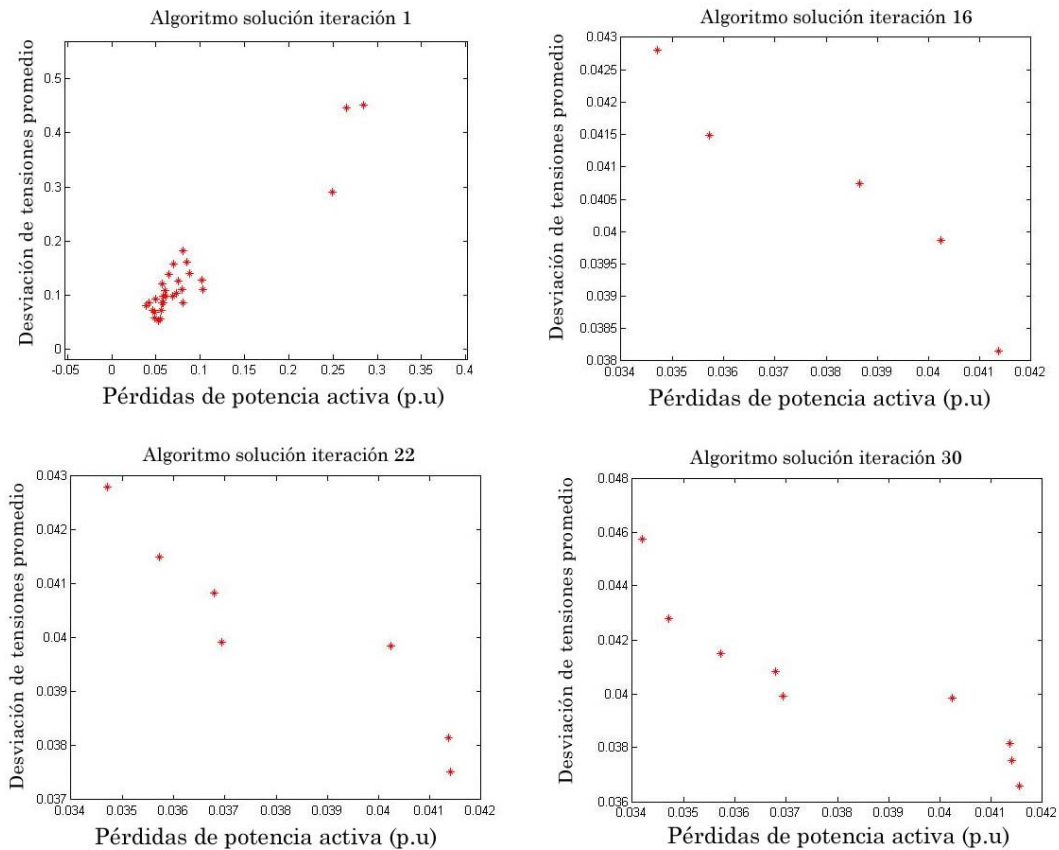 Algoritmo solución iteración 1
Desviación de tensiones promedio
0.5
0.4
0.3
0.2
0.1
0
-0.05 0 0.05 0.1 0.15 0.2 0.25 0.3 0.35 0.4
Pérdidas de potencia activa (p.u)
Algoritmo solución iteración 16
Desviación de tensiones promedio
0.043
0.0425
0.042
0.0415
0.041
0.0405
0.04
0.0395
0.039
0.0385
0.038
0.034 0.035 0.036 0.037 0.038 0.039 0.04 0.041 0.042
Pérdidas de potencia activa (p.u)
Algoritmo solución iteración 22
Desviación de tensiones promedio
0.043
0.042
0.041
0.04
0.039
0.038
0.037
0.034 0.035 0.036 0.037 0.038 0.039 0.04 0.041 0.042
Pérdidas de potencia activa (p.u)
Algoritmo solución iteración 30
Desviación de tensiones promedio
0.048
0.046
0.044
0.042
0.04
0.038
0.036
0.034 0.035 0.036 0.037 0.038 0.039 0.04 0.041 0.042
Pérdidas de potencia activa (p.u)